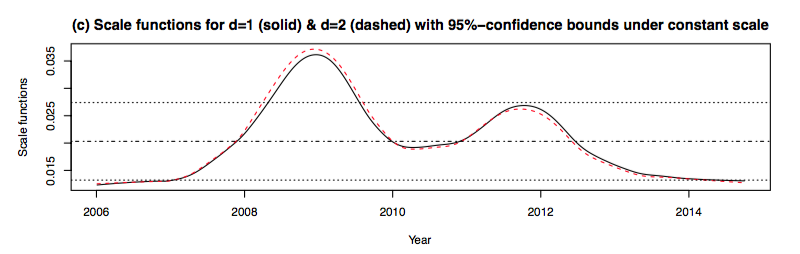 (c) Scale functions for d=1 (solid) & d=2 (dashed) with 95%−confidence bounds under constant scale
Scale functions
0.035
0.025
0.015
2006 2008 2010 2012 2014
Year